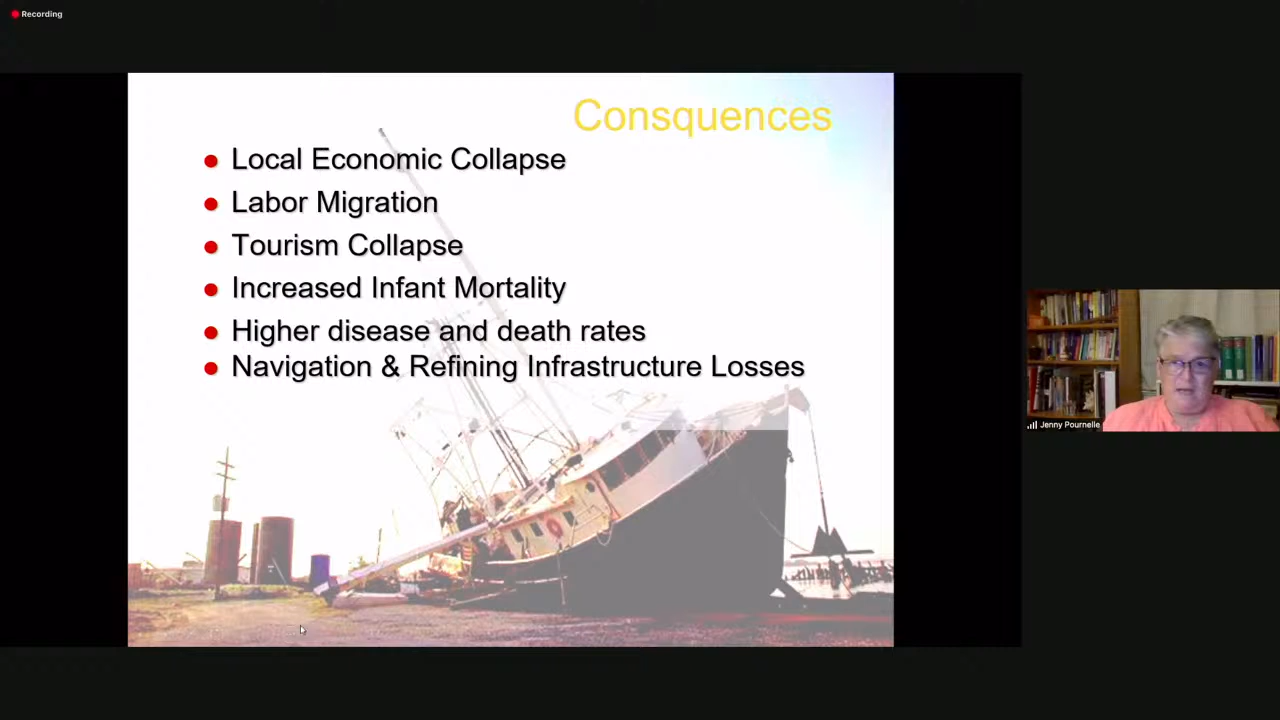 Recording
Consquences
Local Economic Collapse
Labor Migration
Tourism Collapse
Increased Infant Mortality
Higher disease and death rates
Navigation & Refining Infrastructure Losses
Jenny Pournelle